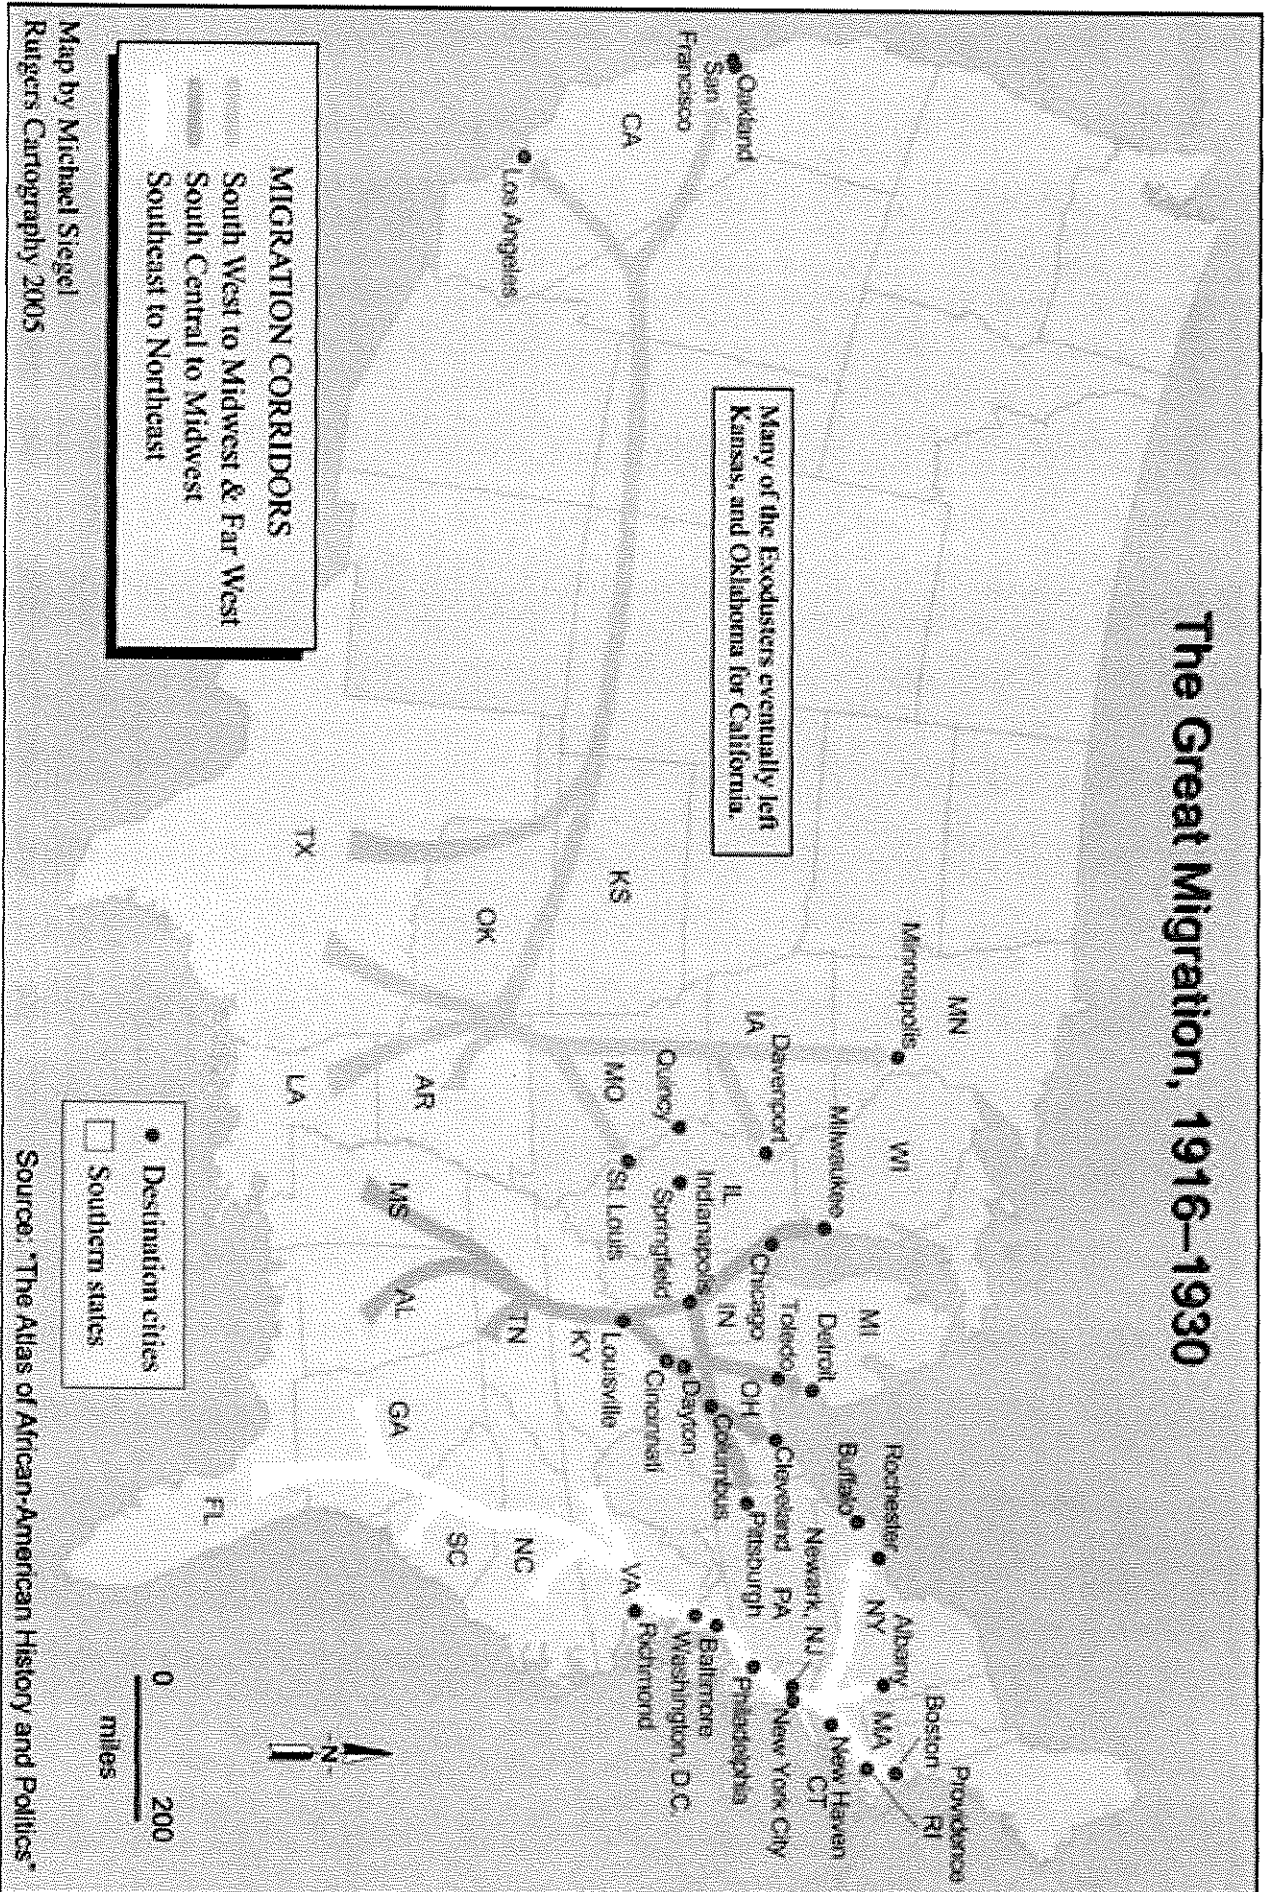 The Great Migration, 1916–1930
Many of the Exodusters eventually left
Kansas, and Oklahoma for California.
Oakland
San
Francisco
CA
Los Angeles
MN
Minneapolis
WI
Milwaukee
MI
IA
Davenport
Quincy
IL
Chicago
Detroit
Toledo
Rochester
Buffalo
NY
Albany
Boston
MA
Providence
RI
New Haven
CT
New York City
Newark, NJ
PA
Philadelphia
Pittsburgh
Cleveland
OH
Columbus
Dayton
Cincinnati
IN
Indianapolis
Springfield
St. Louis
MO
KS
Louisville
KY
Baltimore
Washington, D.C.
Richmond
VA
OK
AR
TN
NC
SC
TX
LA
MS
AL
GA
FL
MIGRATION CORRIDORS
South West to Midwest & Far West
South Central to Midwest
Southeast to Northeast
Destination cities
Southern states
N
0 200
miles
Map by Michael Siegel
Rutgers Cartography 2005
Source: "The Atlas of African-American History and Politics"